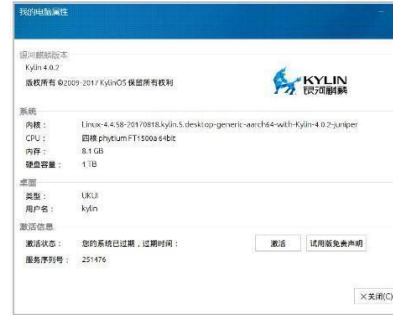 我的电脑属性
银河麒麟版本
Kylin 4.0.2
版权所有 ©2009-2017 KylinOS 保留所有权利
KYLIN
银河麒麟
系统
内核： Linux-4.4.58-20170818.kylin.5.desktop-generic-aarch64-with-Kylin-4.0.2-juniper
CPU： 四核 phytium FT1500a 64bit
内存： 8.1 GB
硬盘容量： 1 TB
桌面
类型： UKUI
用户名： kylin
激活信息
激活状态： 您的系统已过期，过期时间： 激活 试用版免责声明
服务序列号： 251476
×关闭(C)